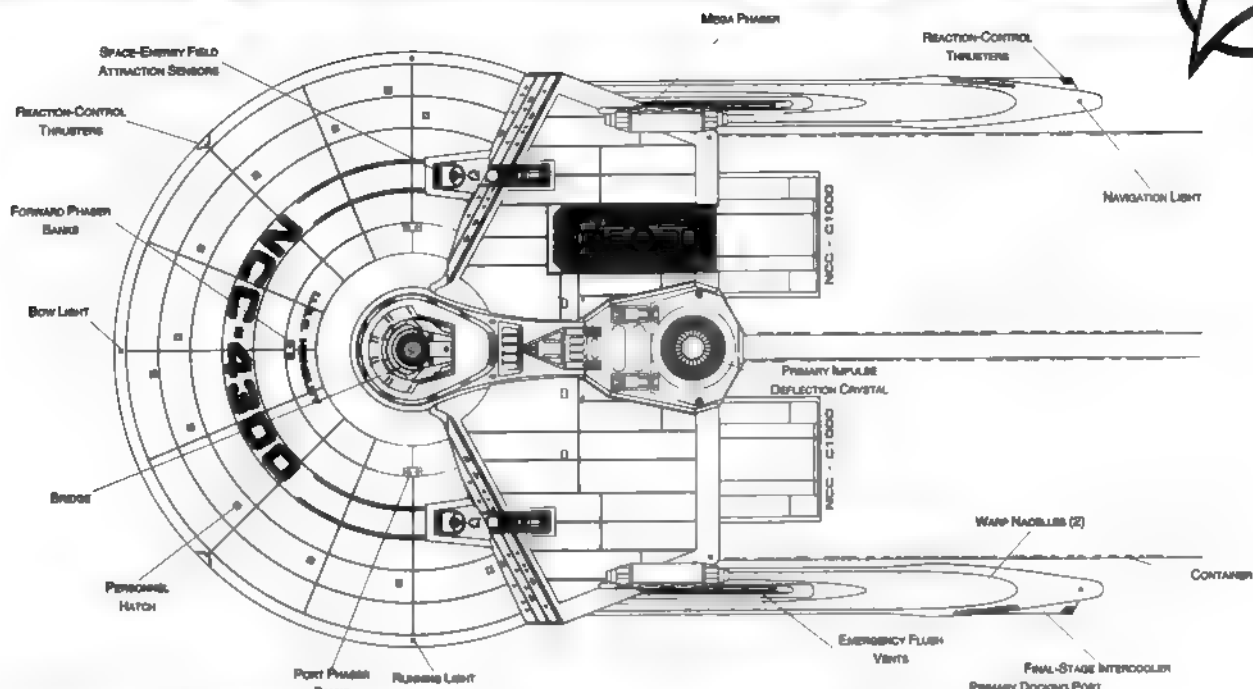 MEGA PHASER
SPACE-ENERGY FIELD
ATTRACTION SENSORS
REACTION-CONTROL
THRUSTERS
REACTION-CONTROL
THRUSTERS
NAVIGATION LIGHT
FORWARD PHASER
BANKS
NCC - C1000
BOW LIGHT
PRIMARY IMPULSE
DEFLECTION CRYSTAL
NCC - C1000
BRIDGE
WARP NACELLES (2)
CONTAINER
PERSONNEL
HATCH
EMERGENCY FLUSH
VENTS
PORT PHASER
RUNNING LIGHT
FINAL-STAGE INTERCOOLER
PRIMARY DOCKING PORT